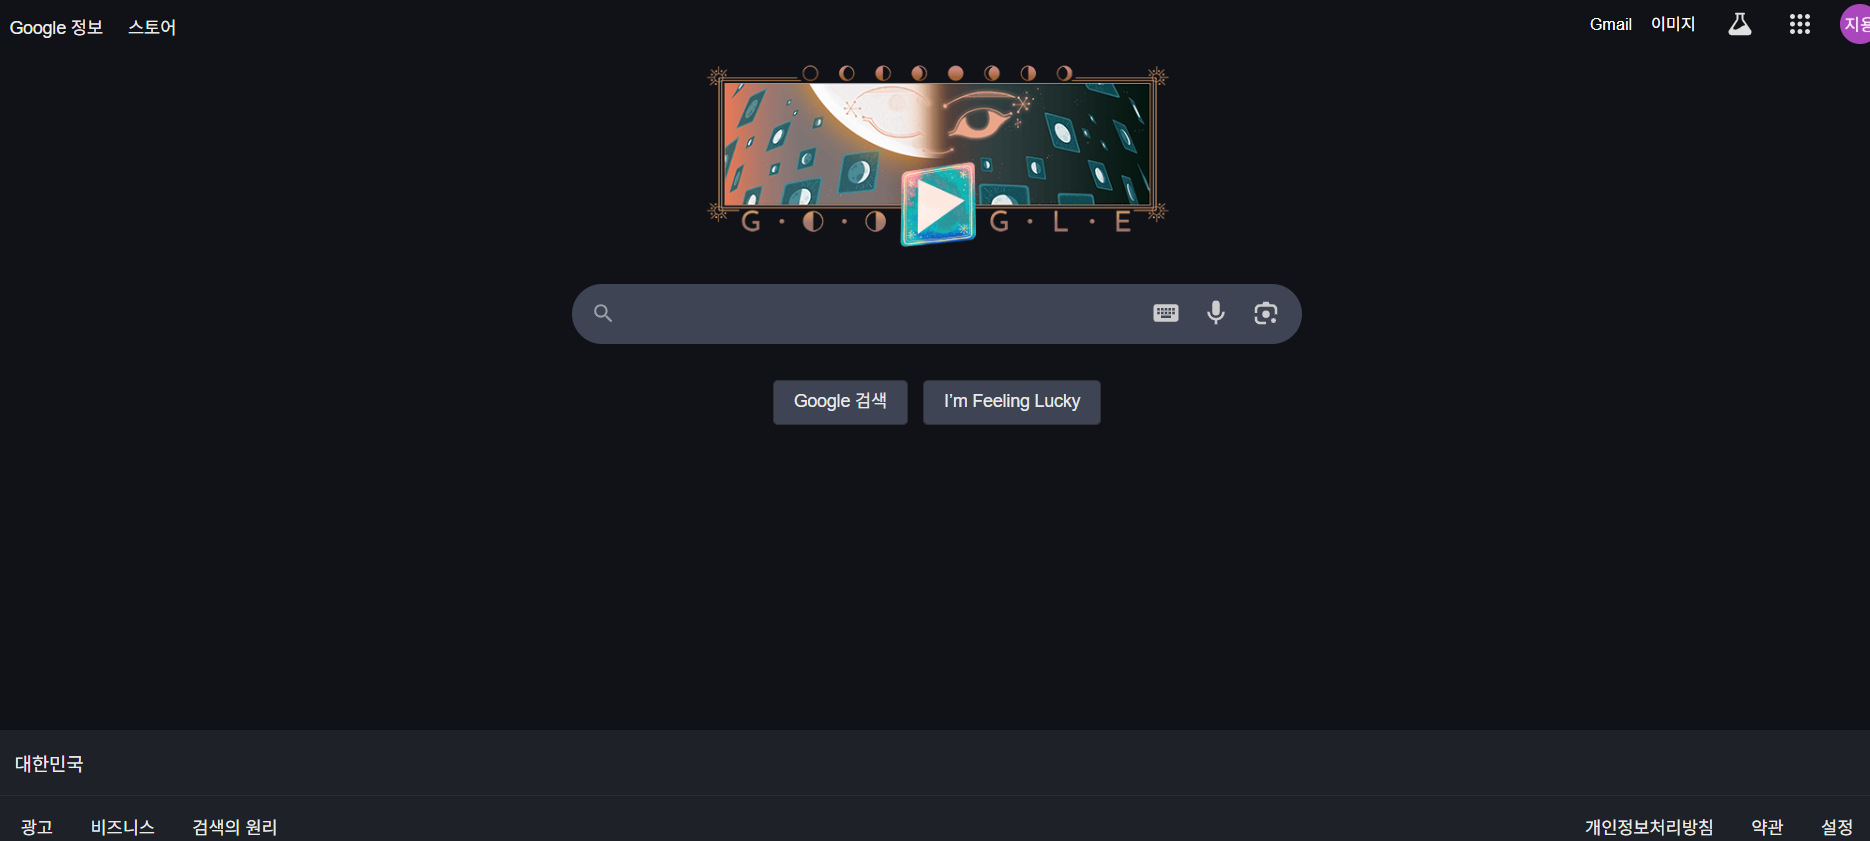 Google 정보 스토어
Gmail 이미지
지용
G · O · O G · L · E
Google 검색 I'm Feeling Lucky
대한민국
광고 비즈니스 검색의 원리
개인정보처리방침 약관 설정